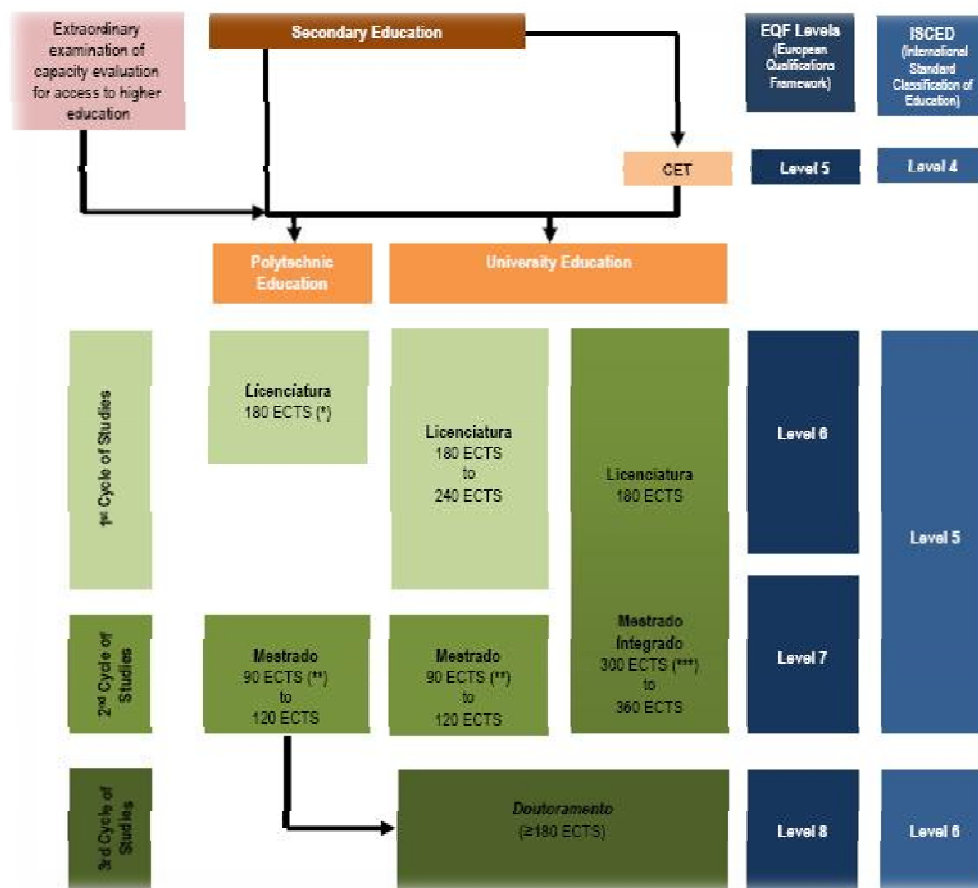 Extraordinary
examination of
capacity evaluation
for access to higher
education
Secondary Education
EQF Levels
(European
Qualifications
Framework)
ISCED
(International
Standard
Classification of
Education)
CET
Level 5
Level 4
Polytechnic
Education
University Education
1st Cycle of Studies
Licenciatura
180 ECTS (*)
Licenciatura
180 ECTS
to
240 ECTS
Licenciatura
180 ECTS
Level 6
Level 5
2nd Cycle of
Studies
Mestrado
90 ECTS (**)
to
120 ECTS
Mestrado
90 ECTS (**)
to
120 ECTS
Mestrado
Integrado
300 ECTS (***)
to
360 ECTS
Level 7
3rd Cycle of
Studies
Doutoramento
(≥180 ECTS)
Level 8
Level 6